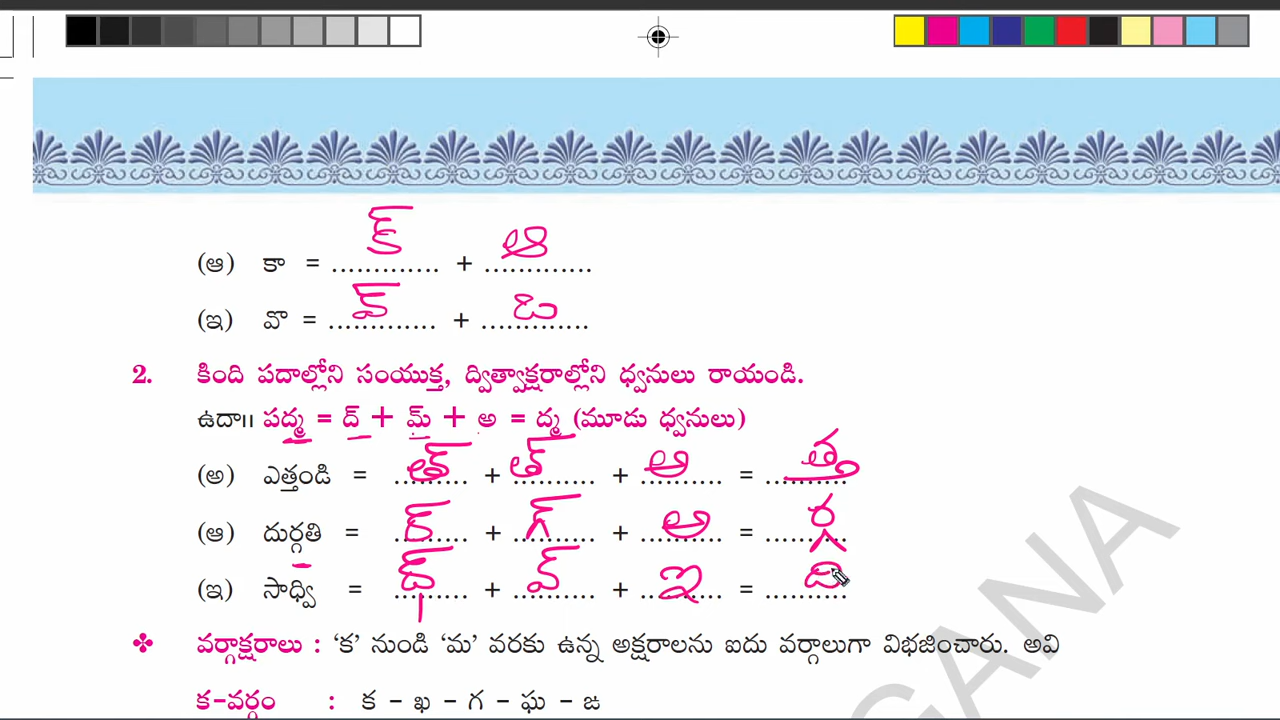 (ఆ) కా = క్ + ఆ
(ఇ) వొ = వ్ + ఒ
2. కింది పదాల్లోని సంయుక్త, ద్విత్వాక్షరాల్లోని ధ్వనులు రాయండి.
ఉదా॥ పద్మ = ద్ + మ్ + అ = ద్మ (మూడు ధ్వనులు)
(అ) ఎత్తండి = త్ + త్ + అ = త్త
(ఆ) దుర్గతి = ర్ + గ్ + అ = ర్గ
(ఇ) సాధ్వి = ధ్ + వ్ + ఇ =
❖ వర్గాక్షరాలు : ‘క’ నుండి ‘మ’ వరకు ఉన్న అక్షరాలను ఐదు వర్గాలుగా విభజించారు. అవి
క-వర్గం : క - ఖ - గ - ఘ - ఙ
GANA